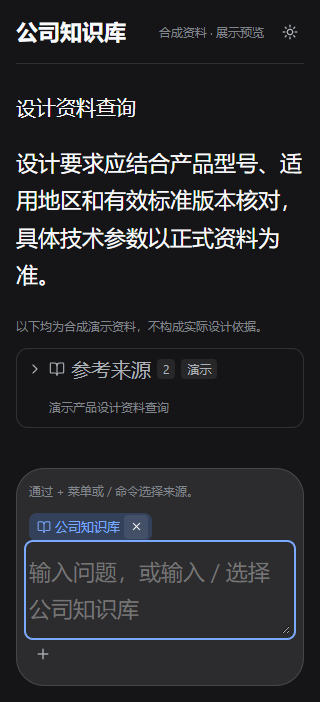 公司知识库
合成资料 · 展示预览
设计资料查询
设计要求应结合产品型号、适
用地区和有效标准版本核对，
具体技术参数以正式资料为
准。
以下均为合成演示资料，不构成实际设计依据。
参考来源 2 演示
演示产品设计资料查询
通过 + 菜单或 / 命令选择来源。
公司知识库
输入问题，或输入 / 选择
公司知识库